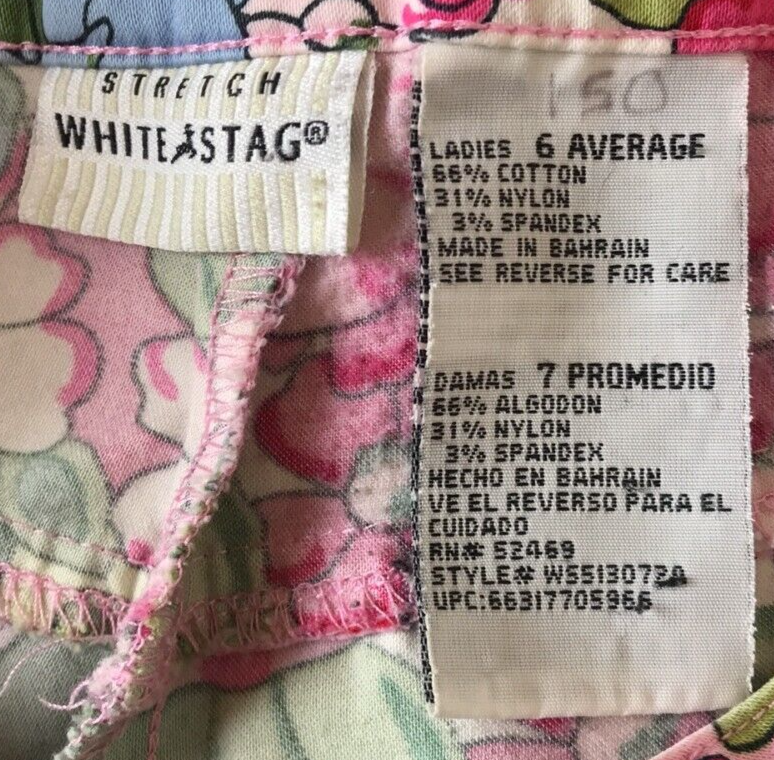 STRETCH
WHITE STAG®
150
LADIES 6 AVERAGE
66% COTTON
31% NYLON
3% SPANDEX
MADE IN BAHRAIN
SEE REVERSE FOR CARE
DAMAS 7 PROMEDIO
66% ALGODON
31% NYLON
3% SPANDEX
HECHO EN BAHRAIN
VE EL REVERSO PARA EL
CUIDADO
RN# 52469
STYLE# WS513073A
UPC:663177059666